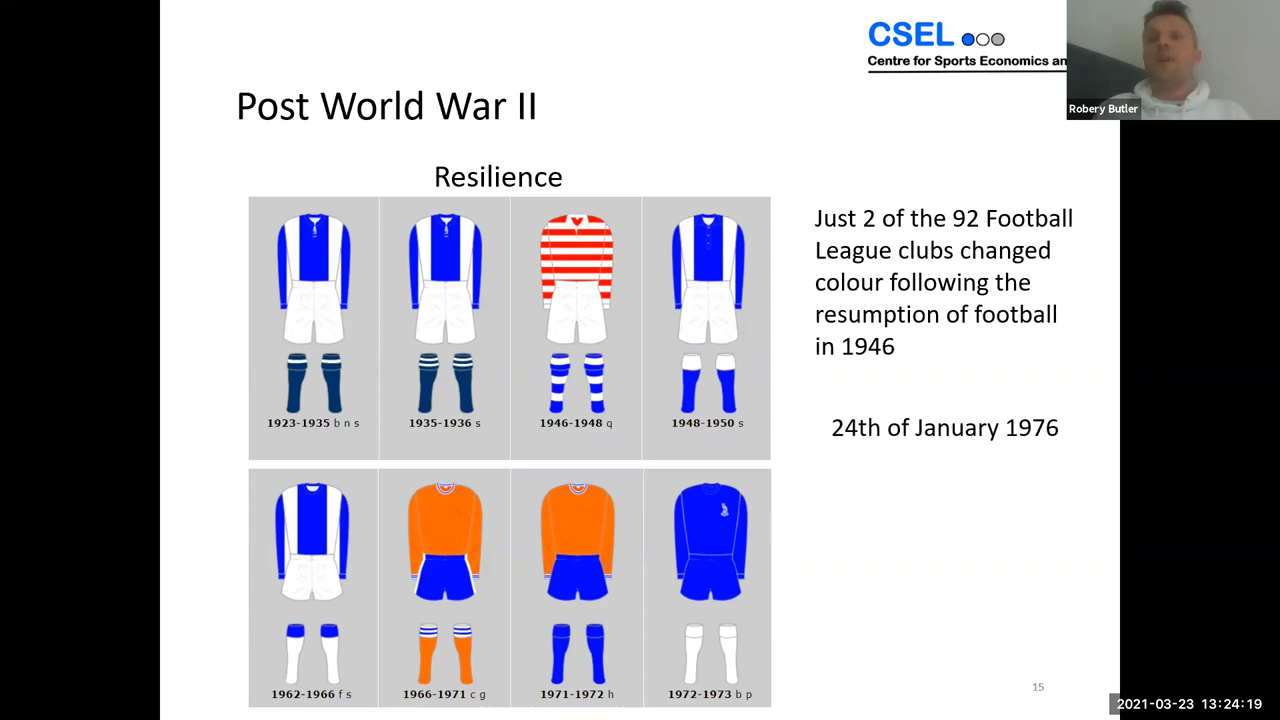 CSEL
Centre for Sports Economics an
Robery Butler
Post World War II
Resilience
1923-1935 b n s
1935-1936 s
1946-1948 q
1948-1950 s
1962-1966 f s
1966-1971 c g
1971-1972 h
1972-1973 b p
Just 2 of the 92 Football
League clubs changed
colour following the
resumption of football
in 1946
24th of January 1976
15
2021-03-23 13:24:19